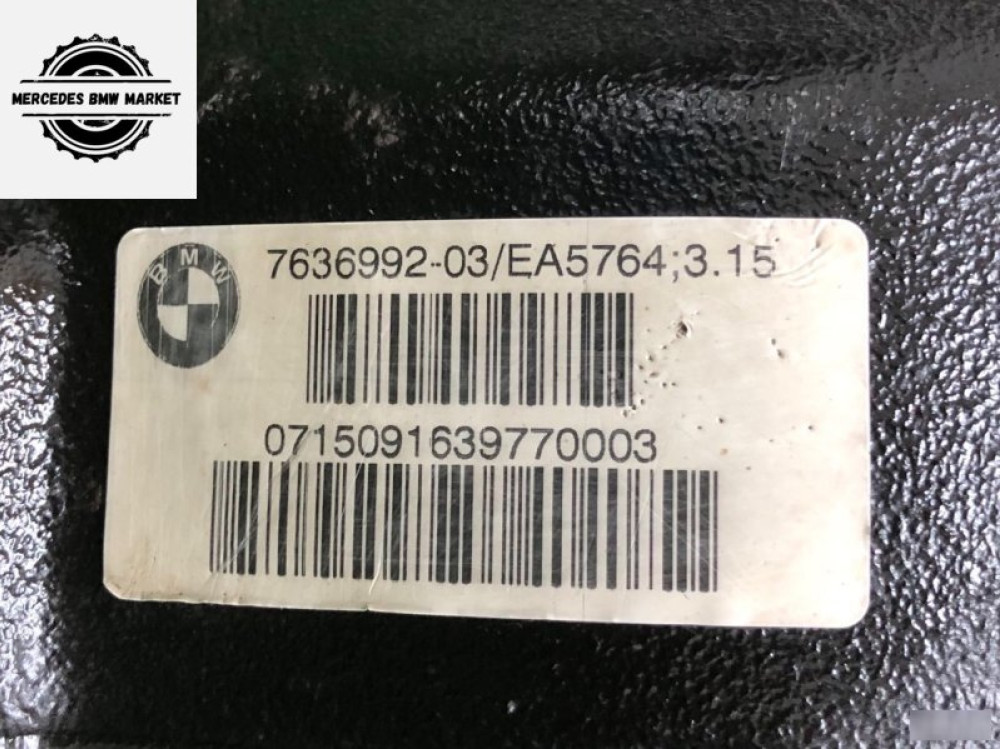 MERCEDES BMW MARKET
BMW
7636992-03/EA5764;3.15
0715091639770003